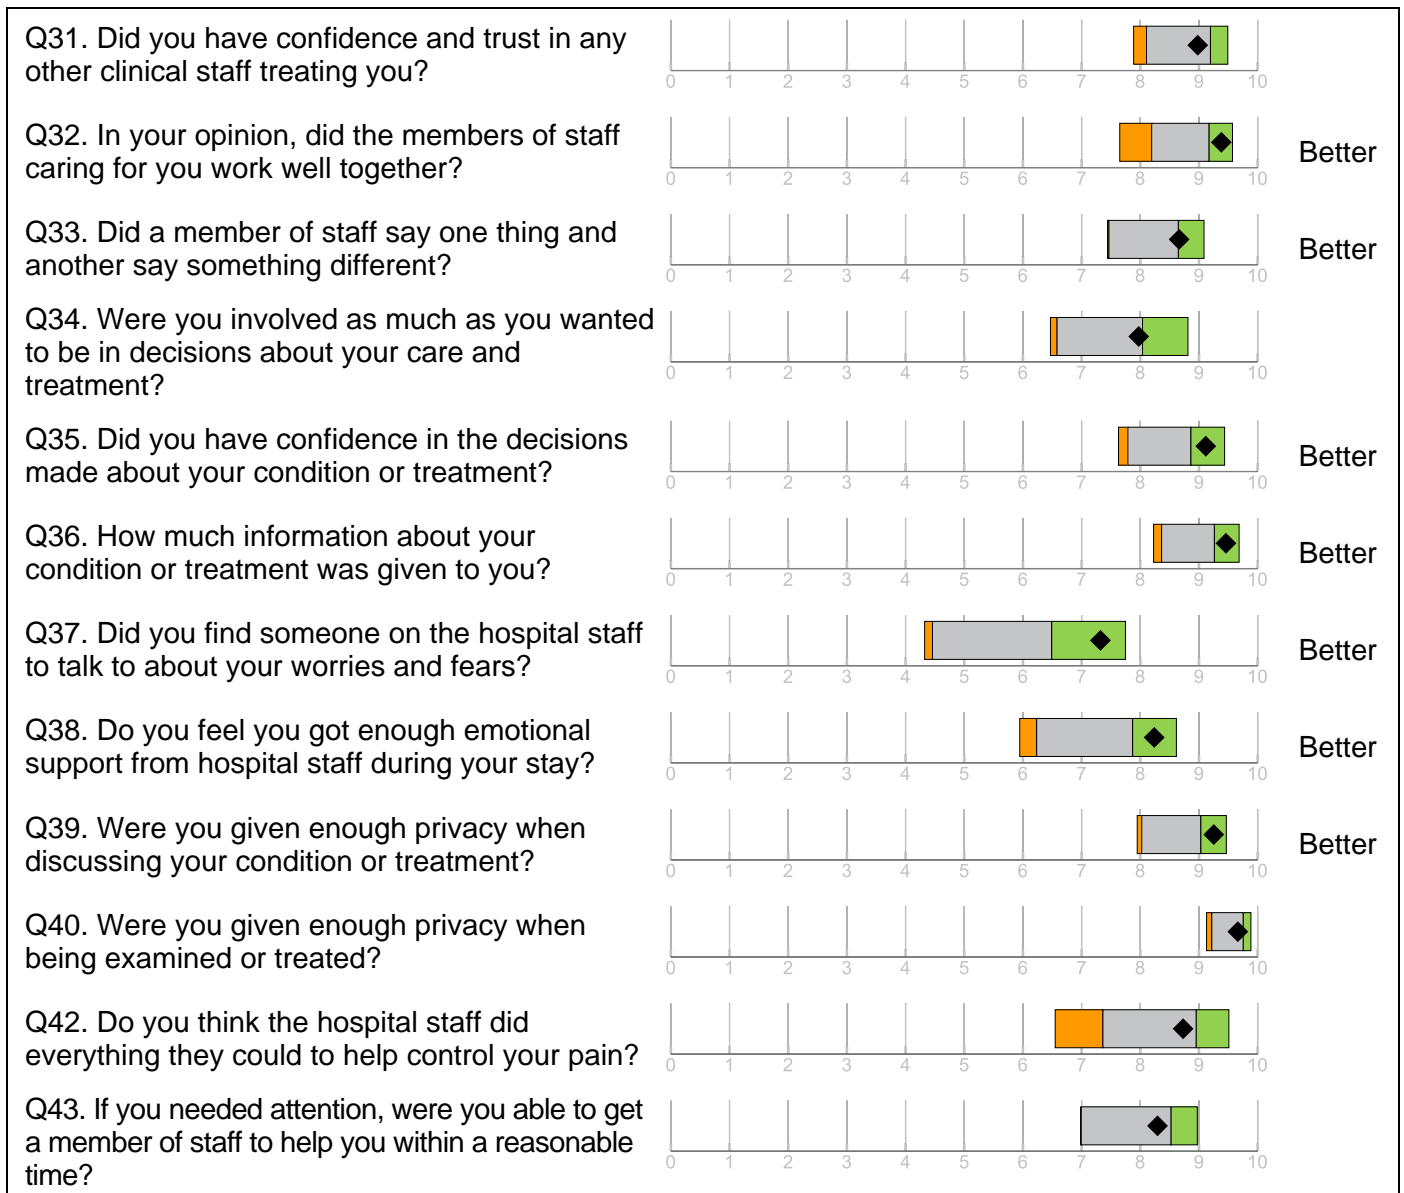 Q31. Did you have confidence and trust in any
other clinical staff treating you?
0 1 2 3 4 5 6 7 8 9 10
Q32. In your opinion, did the members of staff
caring for you work well together?
0 1 2 3 4 5 6 7 8 9 10
Better
Q33. Did a member of staff say one thing and
another say something different?
0 1 2 3 4 5 6 7 8 9 10
Better
Q34. Were you involved as much as you wanted
to be in decisions about your care and
treatment?
0 1 2 3 4 5 6 7 8 9 10
Q35. Did you have confidence in the decisions
made about your condition or treatment?
0 1 2 3 4 5 6 7 8 9 10
Better
Q36. How much information about your
condition or treatment was given to you?
0 1 2 3 4 5 6 7 8 9 10
Better
Q37. Did you find someone on the hospital staff
to talk to about your worries and fears?
0 1 2 3 4 5 6 7 8 9 10
Better
Q38. Do you feel you got enough emotional
support from hospital staff during your stay?
0 1 2 3 4 5 6 7 8 9 10
Better
Q39. Were you given enough privacy when
discussing your condition or treatment?
0 1 2 3 4 5 6 7 8 9 10
Better
Q40. Were you given enough privacy when
being examined or treated?
0 1 2 3 4 5 6 7 8 9 10
Q42. Do you think the hospital staff did
everything they could to help control your pain?
0 1 2 3 4 5 6 7 8 9 10
Q43. If you needed attention, were you able to get
a member of staff to help you within a reasonable
time?
0 1 2 3 4 5 6 7 8 9 10